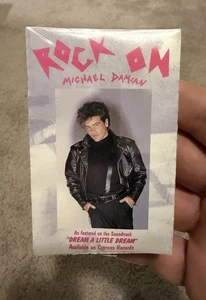 ROCK ON
MICHAEL DAMIAN
As featured on the Soundtrack
"DREAM A LITTLE DREAM"
Available on Cypress Records